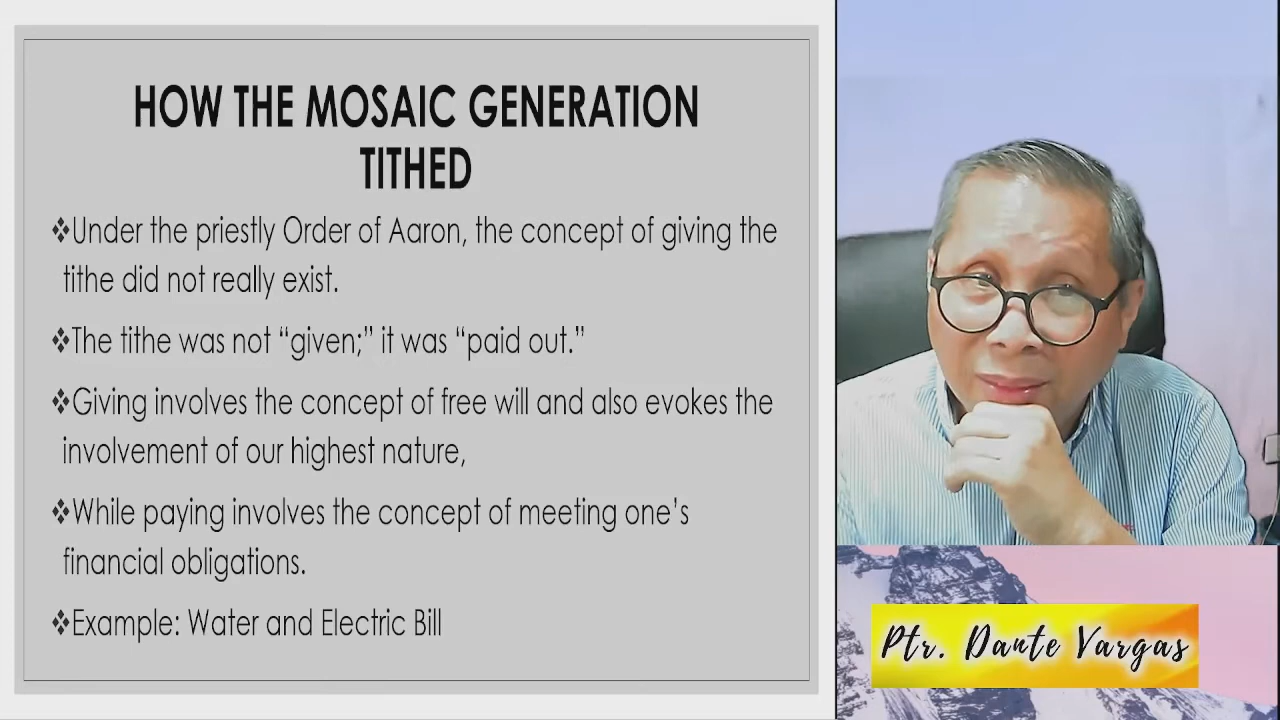 HOW THE MOSAIC GENERATION
TITHED
❖Under the priestly Order of Aaron, the concept of giving the
tithe did not really exist.
❖The tithe was not “given;” it was “paid out.”
❖Giving involves the concept of free will and also evokes the
involvement of our highest nature,
❖While paying involves the concept of meeting one’s
financial obligations.
❖Example: Water and Electric Bill
Ptr. Dante Vargas